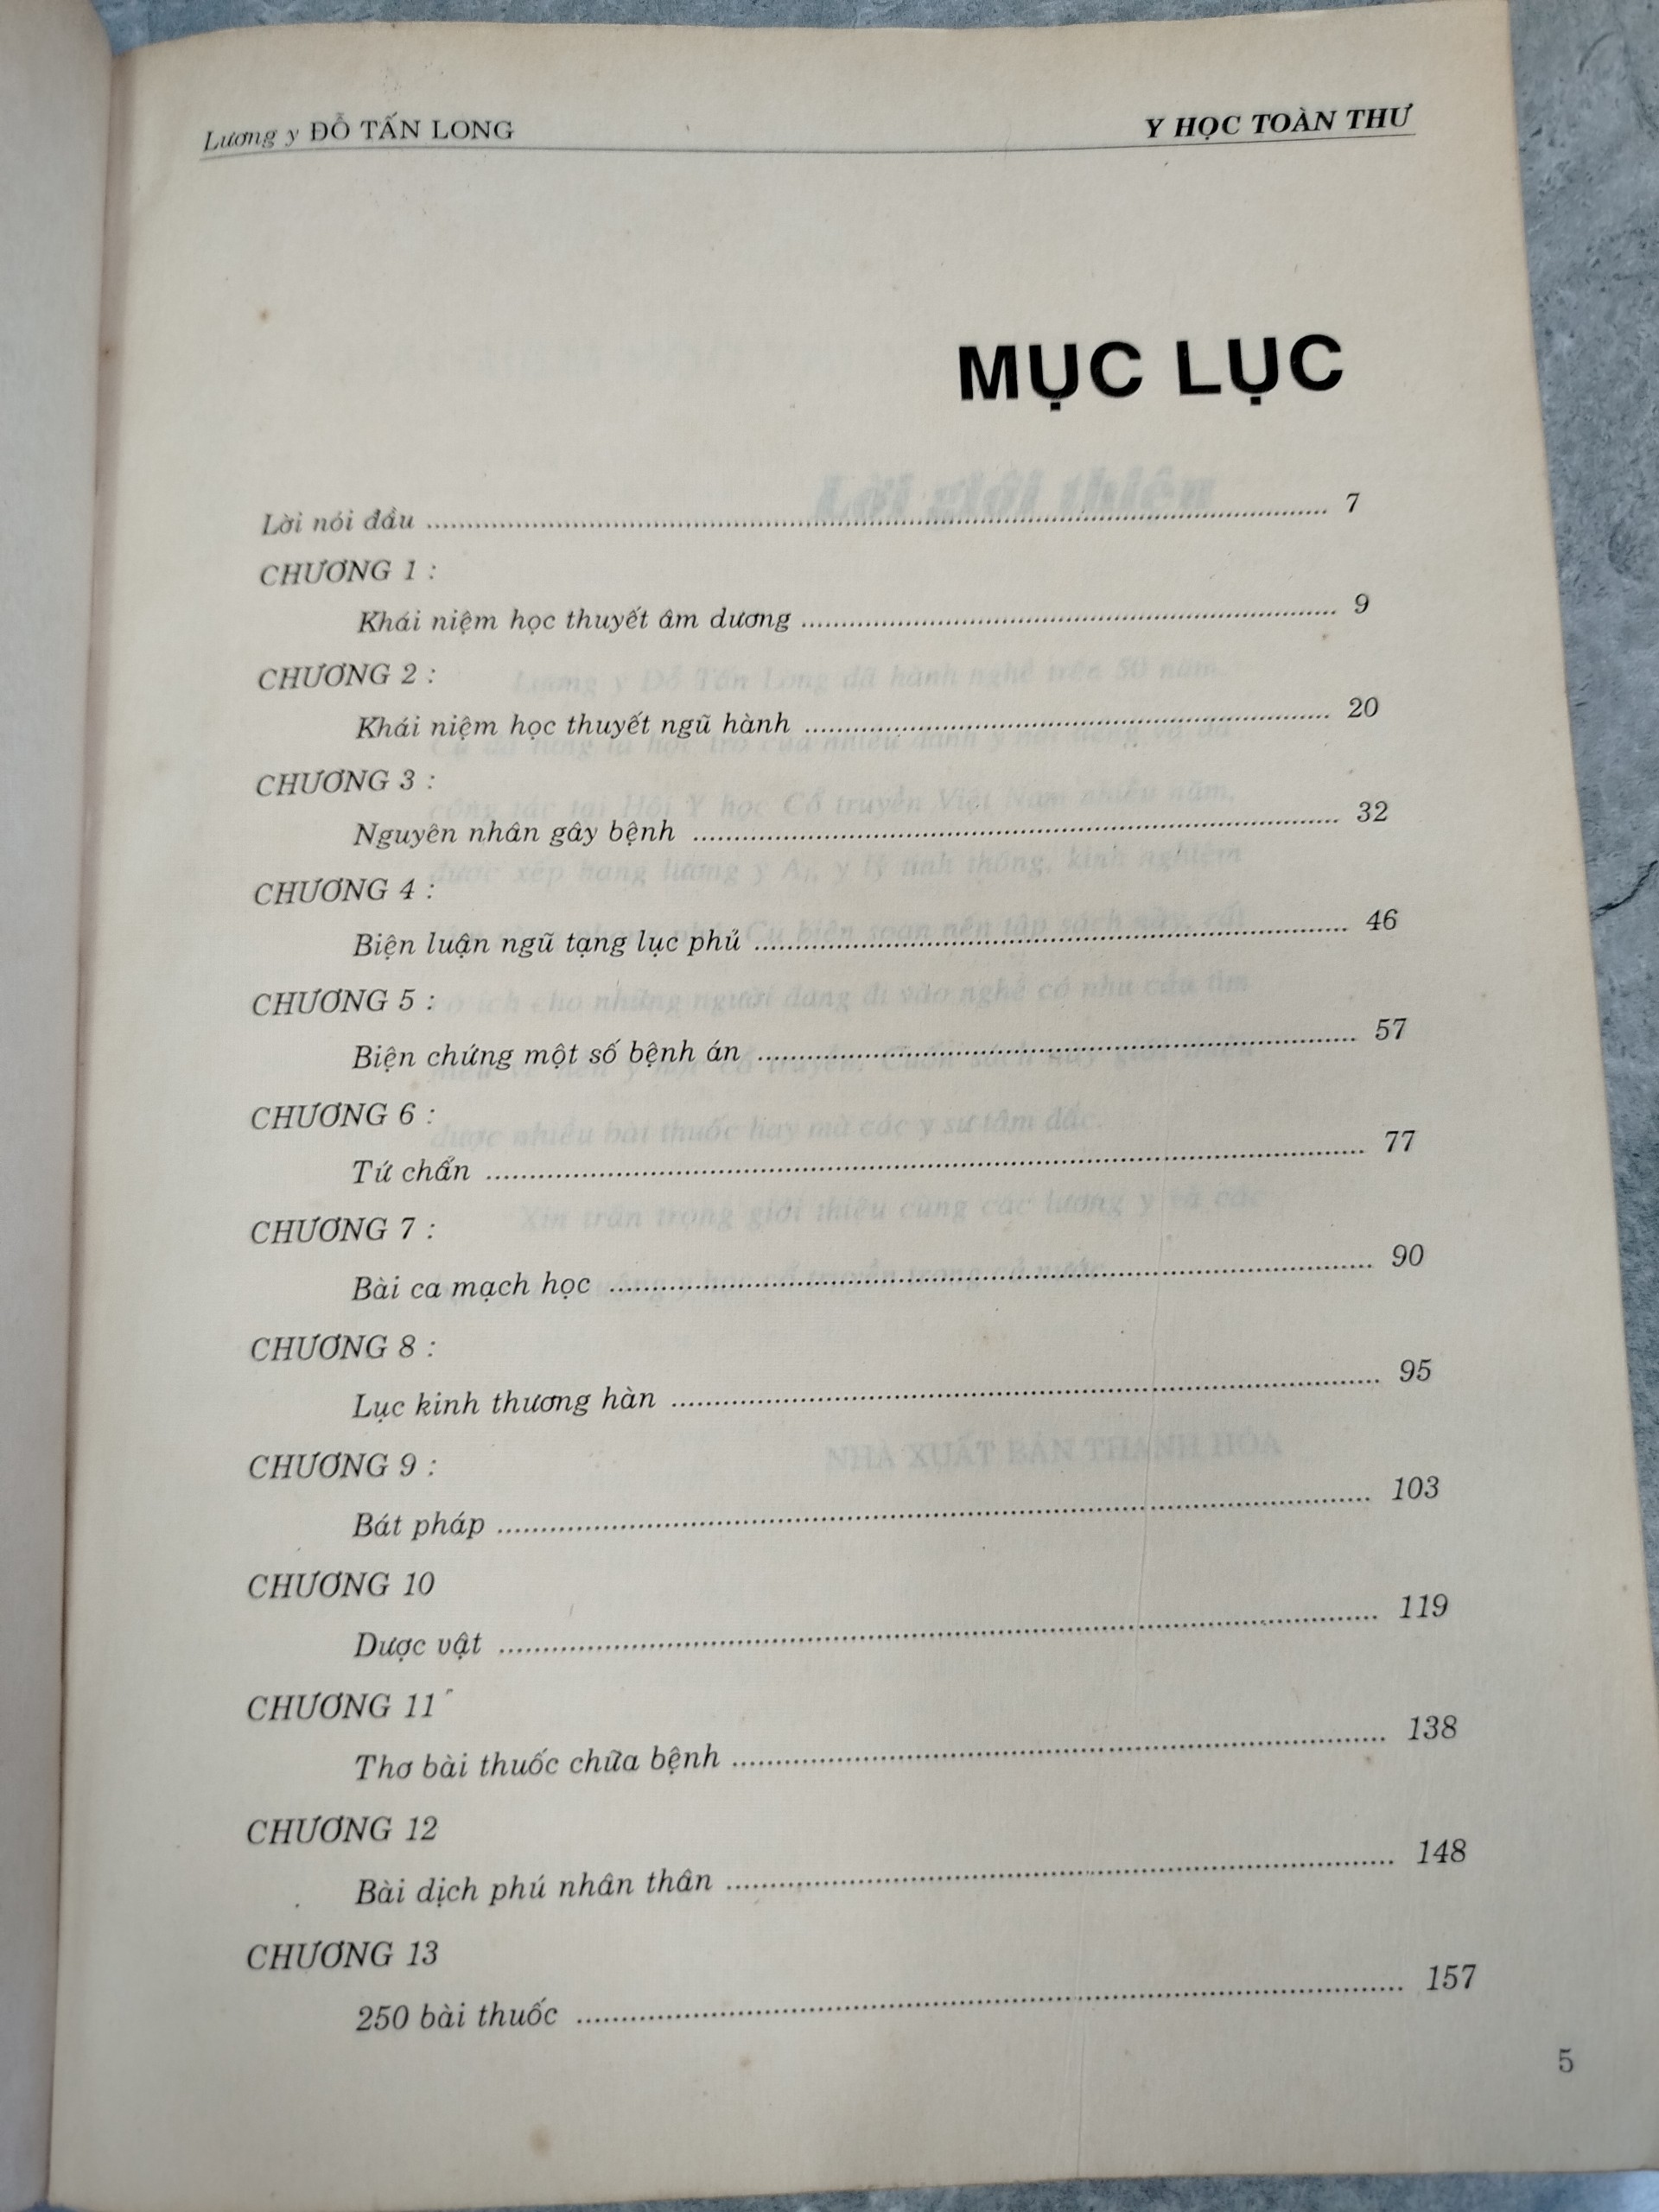 Lương y ĐỖ TẤN LONG
Y HỌC TOÀN THƯ
MỤC LỤC
Lời nói đầu ........ 7
CHƯƠNG 1 :
Khái niệm học thuyết âm dương ........ 9
CHƯƠNG 2 :
Khái niệm học thuyết ngũ hành ........ 20
CHƯƠNG 3 :
Nguyên nhân gây bệnh ........ 32
CHƯƠNG 4 :
Biện luận ngũ tạng lục phủ ........ 46
CHƯƠNG 5 :
Biện chứng một số bệnh án ........ 57
CHƯƠNG 6 :
Tứ chẩn ........ 77
CHƯƠNG 7 :
Bài ca mạch học ........ 90
CHƯƠNG 8 :
Lục kinh thương hàn ........ 95
CHƯƠNG 9 :
Bát pháp ........ 103
CHƯƠNG 10
Dược vật ........ 119
CHƯƠNG 11
Thơ bài thuốc chữa bệnh ........ 138
CHƯƠNG 12
Bài dịch phú nhân thân ........ 148
CHƯƠNG 13
250 bài thuốc ........ 157
5